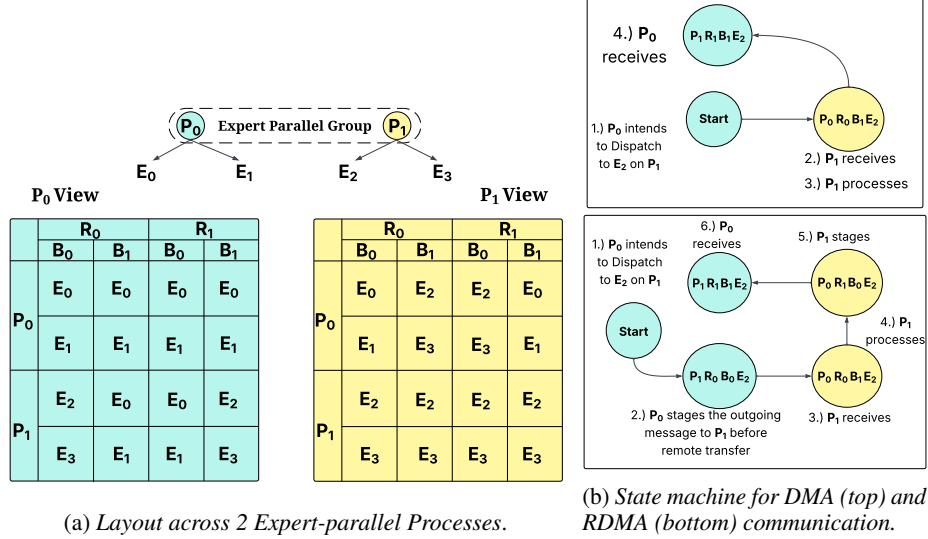 P₀ Expert Parallel Group P₁
E₀ E₁ E₂ E₃
P₀ View
R₀ R₁
B₀ B₁ B₀ B₁
P₀
E₀ E₀ E₀ E₀
E₁ E₁ E₁ E₁
P₁
E₂ E₀ E₀ E₂
E₃ E₁ E₁ E₃
P₁ View
R₀ R₁
B₀ B₁ B₀ B₁
P₀
E₀ E₂ E₂ E₀
E₁ E₃ E₃ E₁
P₁
E₂ E₂ E₂ E₂
E₃ E₃ E₃ E₃
(a) Layout across 2 Expert-parallel Processes.
4.) P₀
receives
P₁ R₁ B₁ E₂
1.) P₀ intends
to Dispatch
to E₂ on P₁
Start
P₀ R₀ B₁ E₂
2.) P₁ receives
3.) P₁ processes
1.) P₀ intends
to Dispatch
to E₂ on P₁
6.) P₀
receives
5.) P₁ stages
P₁ R₁ B₁ E₂
P₀ R₁ B₀ E₂
Start
4.) P₁
processes
P₁ R₀ B₀ E₂
P₀ R₀ B₁ E₂
2.) P₀ stages the outgoing
message to P₁ before
remote transfer
3.) P₁ receives
(b) State machine for DMA (top) and
RDMA (bottom) communication.